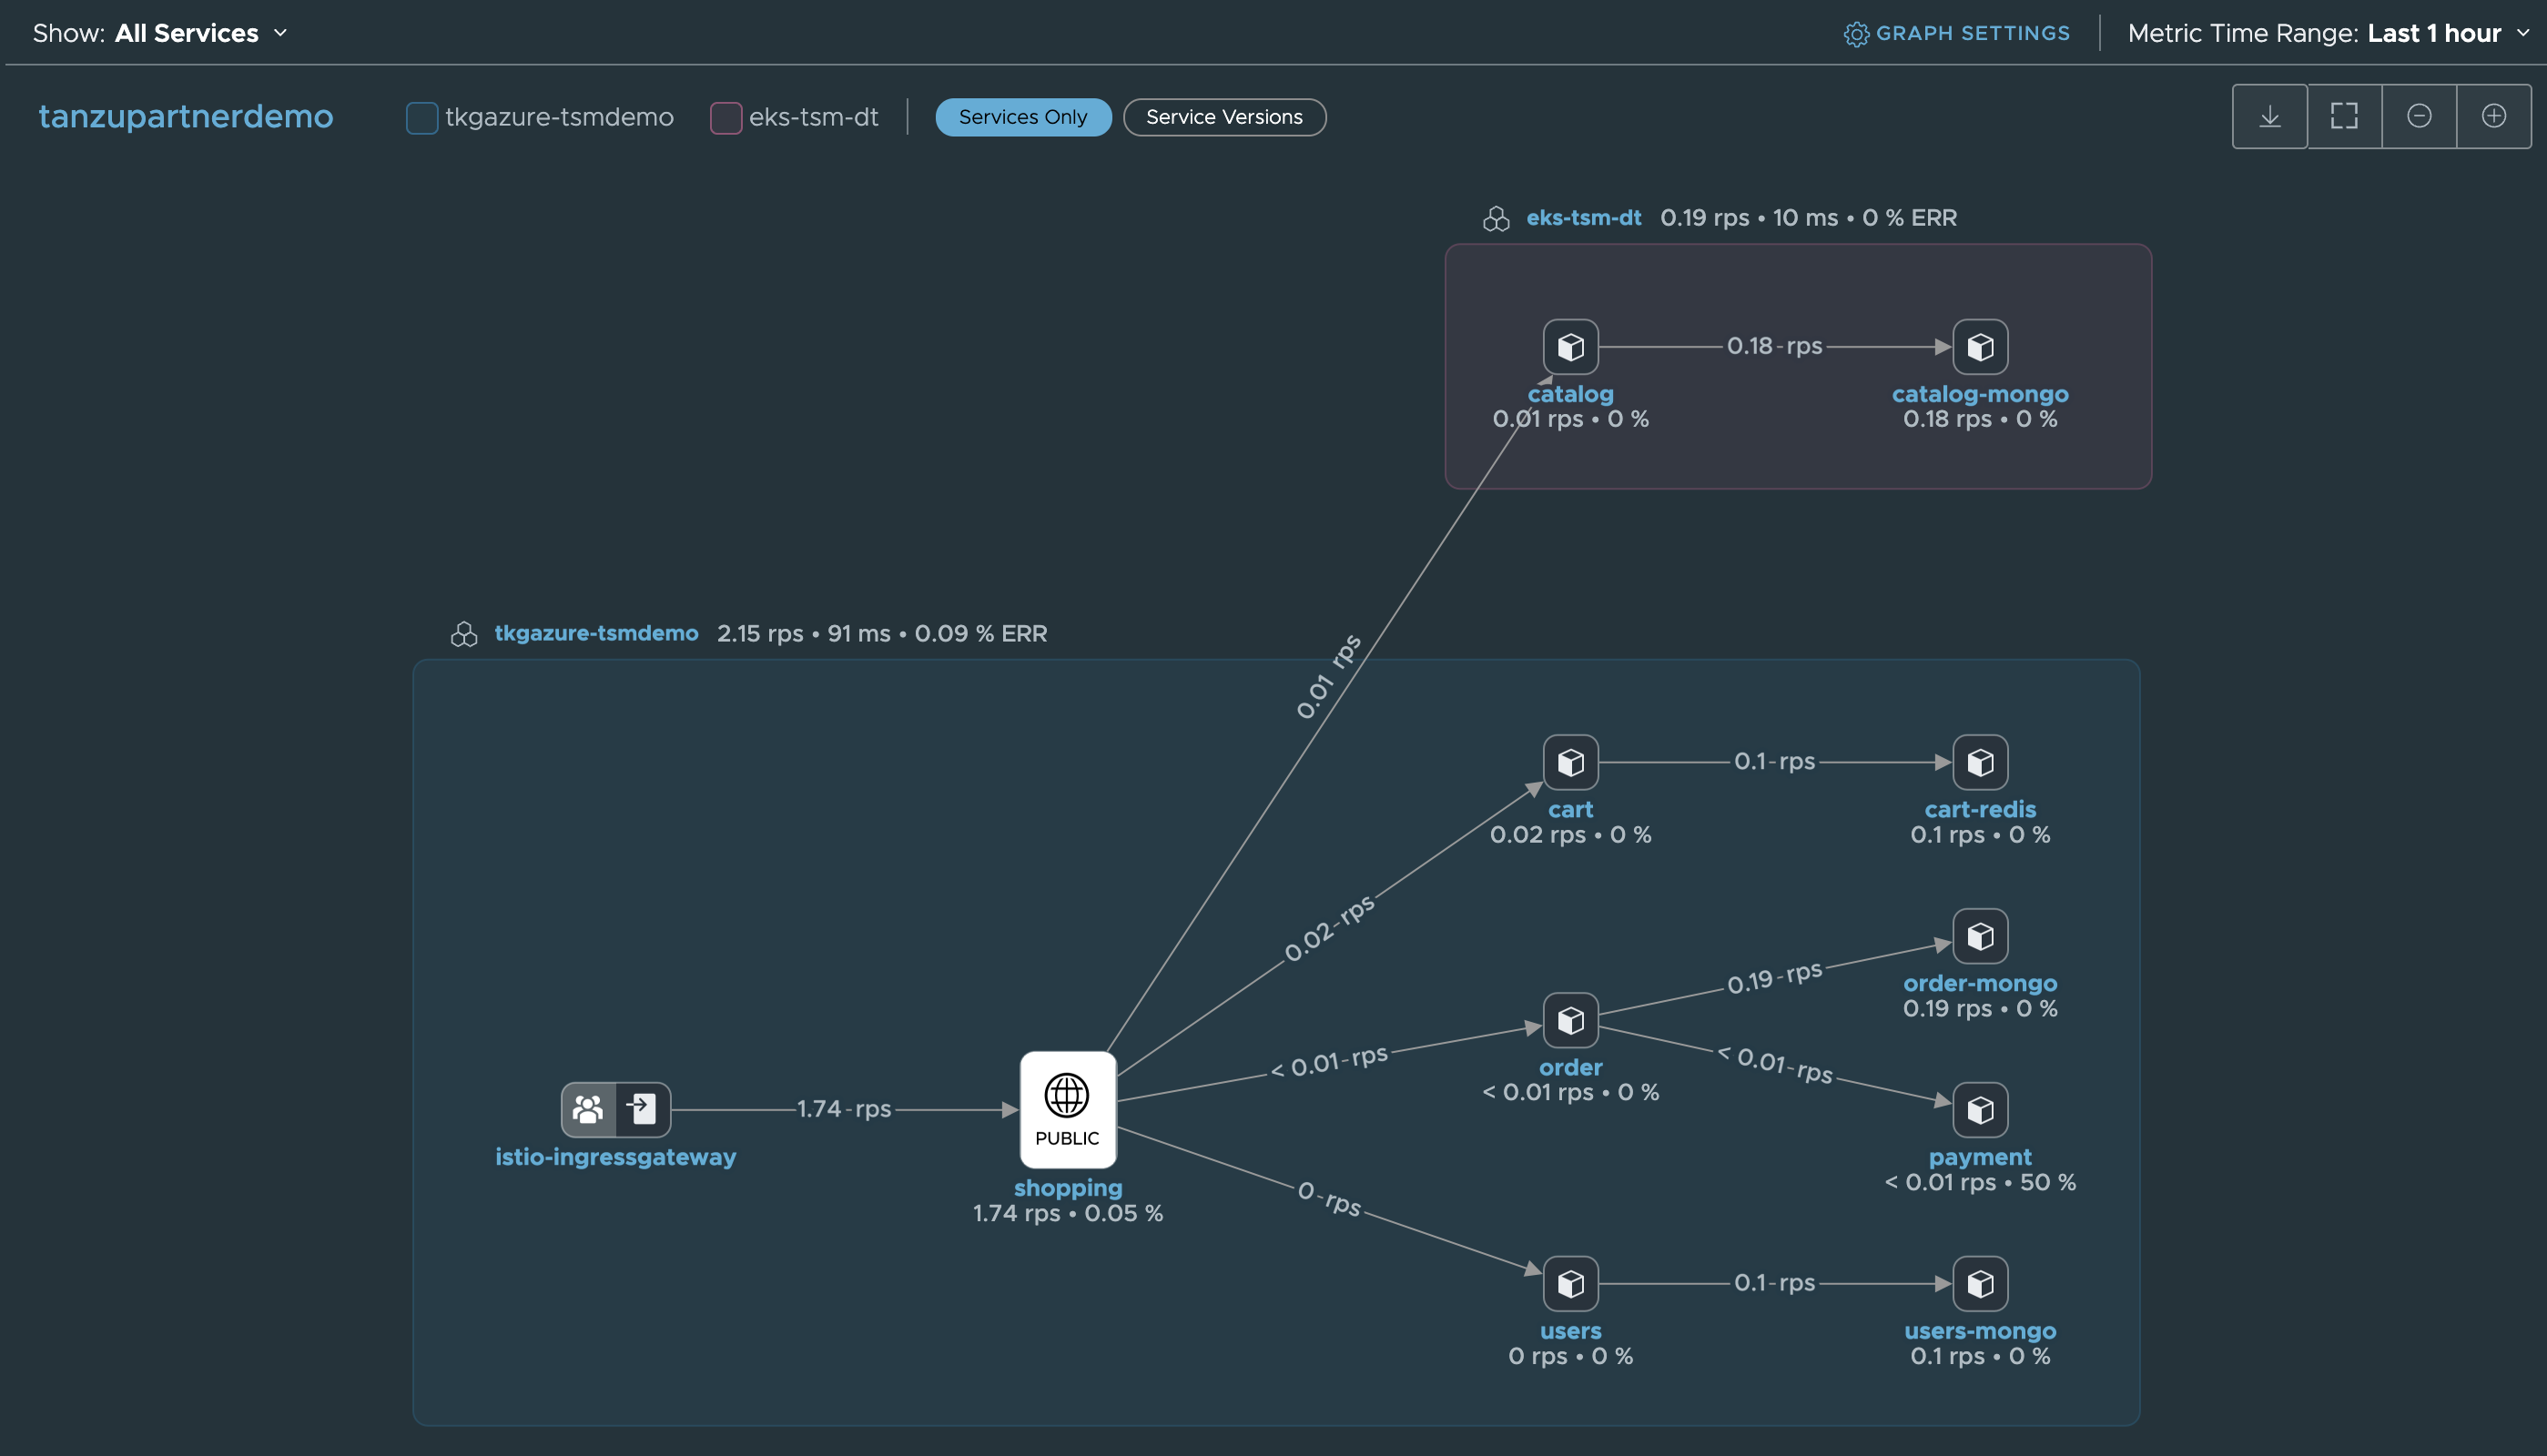 Show: All Services
GRAPH SETTINGS
Metric Time Range: Last 1 hour
tanzupartnerdemo
tkgazure-tsmdemo
eks-tsm-dt
Services Only
Service Versions
eks-tsm-dt 0.19 rps • 10 ms • 0 % ERR
0.18 rps
catalog
0.01 rps • 0 %
catalog-mongo
0.18 rps • 0 %
tkgazure-tsmdemo 2.15 rps • 91 ms • 0.09 % ERR
0.01 rps
0.1 rps
cart
0.02 rps • 0 %
cart-redis
0.1 rps • 0 %
0.02 rps
0.19 rps
order-mongo
0.19 rps • 0 %
< 0.01 rps
order
< 0.01 rps • 0 %
< 0.01 rps
1.74 rps
PUBLIC
istio-ingressgateway
payment
< 0.01 rps • 50 %
shopping
1.74 rps • 0.05 %
0 rps
0.1 rps
users
0 rps • 0 %
users-mongo
0.1 rps • 0 %